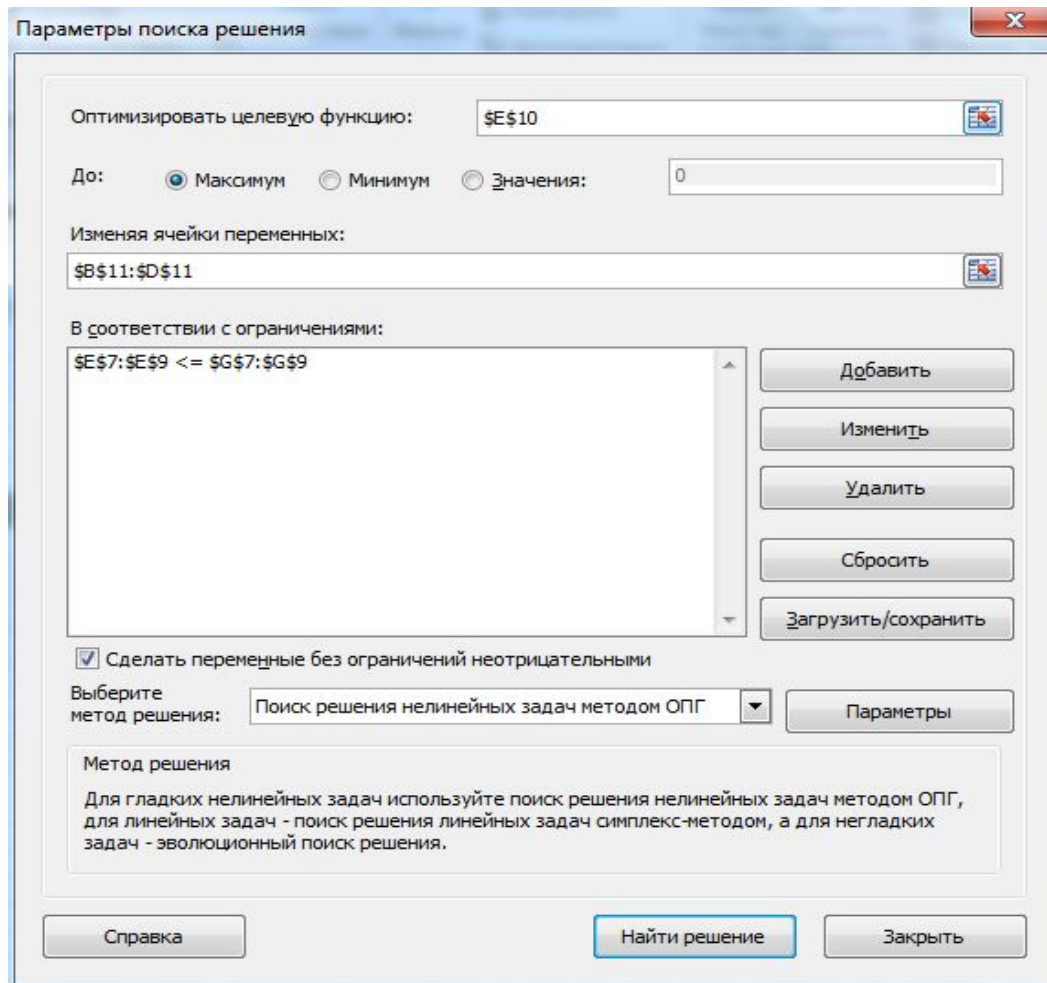 Параметры поиска решения
Оптимизировать целевую функцию:
$E$10
До:
Максимум
Минимум
Значения:
0
Изменяя ячейки переменных:
$B$11:$D$11
В соответствии с ограничениями:
$E$7:$E$9 <= $G$7:$G$9
Добавить
Изменить
Удалить
Сбросить
Загрузить/сохранить
Сделать переменные без ограничений неотрицательными
Выберите
метод решения:
Поиск решения нелинейных задач методом ОПГ
Параметры
Метод решения
Для гладких нелинейных задач используйте поиск решения нелинейных задач методом ОПГ,
для линейных задач - поиск решения линейных задач симплекс-методом, а для негладких
задач - эволюционный поиск решения.
Справка
Найти решение
Закрыть